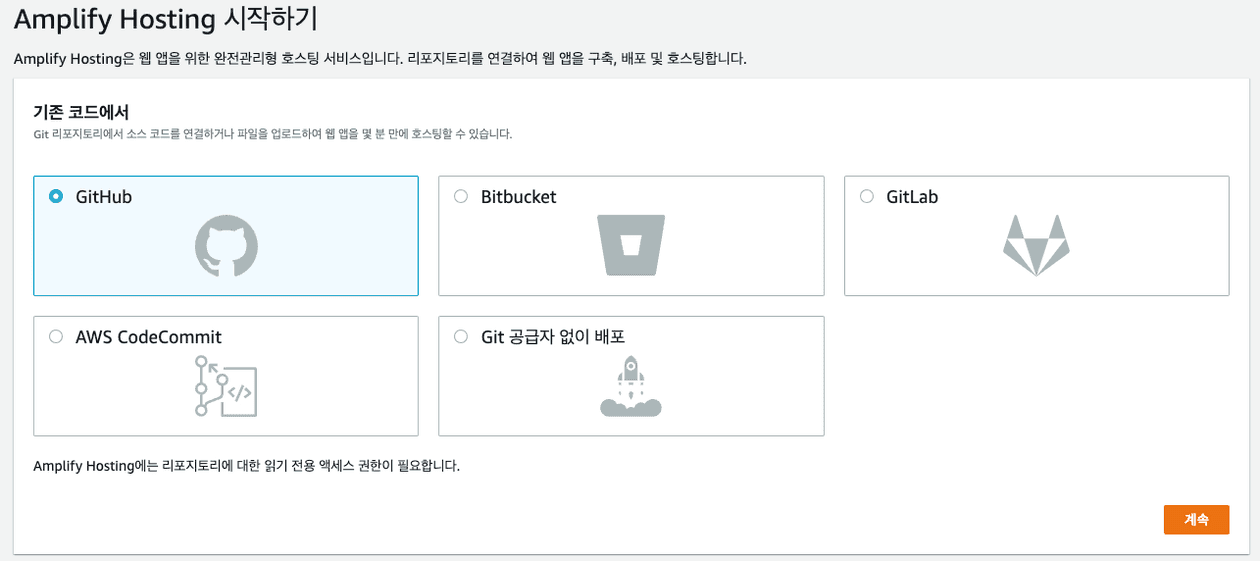 Amplify Hosting 시작하기
Amplify Hosting은 웹 앱을 위한 완전관리형 호스팅 서비스입니다. 리포지토리를 연결하여 웹 앱을 구축, 배포 및 호스팅합니다.
기존 코드에서
Git 리포지토리에서 소스 코드를 연결하거나 파일을 업로드하여 웹 앱을 몇 분 만에 호스팅할 수 있습니다.
GitHub
Bitbucket
GitLab
AWS CodeCommit
Git 공급자 없이 배포
Amplify Hosting에는 리포지토리에 대한 읽기 전용 액세스 권한이 필요합니다.
계속